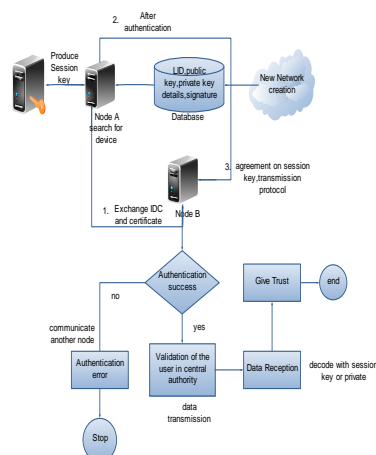 2. After
authentication
Produce
Session
key
LID,public
key,private key
details,signature
New Network
creation
Node A
search for
device
Database
3. agreement on session
key,transmission
protocol
1. Exchange IDC
and certificate
Node B
Authentication
success
no
yes
Give Trust
end
communicate
another node
Authentication
error
Validation of the
user in central
authority
Data Reception
decode with session
key or private
data
transmission
Stop